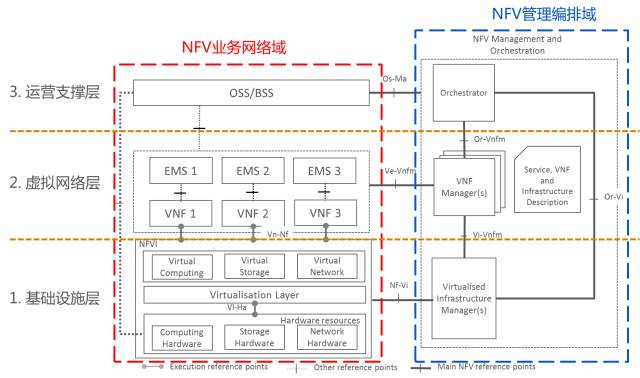 NFV管理编排域
NFV业务网络域
NFV Management and
Orchestration
3. 运营支撑层
OSS/BSS
Os-Ma
Orchestrator
Or-Vnfm
2. 虚拟网络层
EMS 1
EMS 2
EMS 3
VNF 1
VNF 2
VNF 3
Ve-Vnfm
VNF
Manager(s)
Service, VNF
and
Infrastructure
Description
Or-Vi
Vn-Nf
Vi-Vnfm
NFVI
1. 基础设施层
Virtual
Computing
Virtual
Storage
Virtual
Network
Virtualisation Layer
Nf-Vi
Virtualised
Infrastructure
Manager(s)
Vl-Ha
Hardware resources
Computing
Hardware
Storage
Hardware
Network
Hardware
Execution reference points
Other reference points
Main NFV reference points